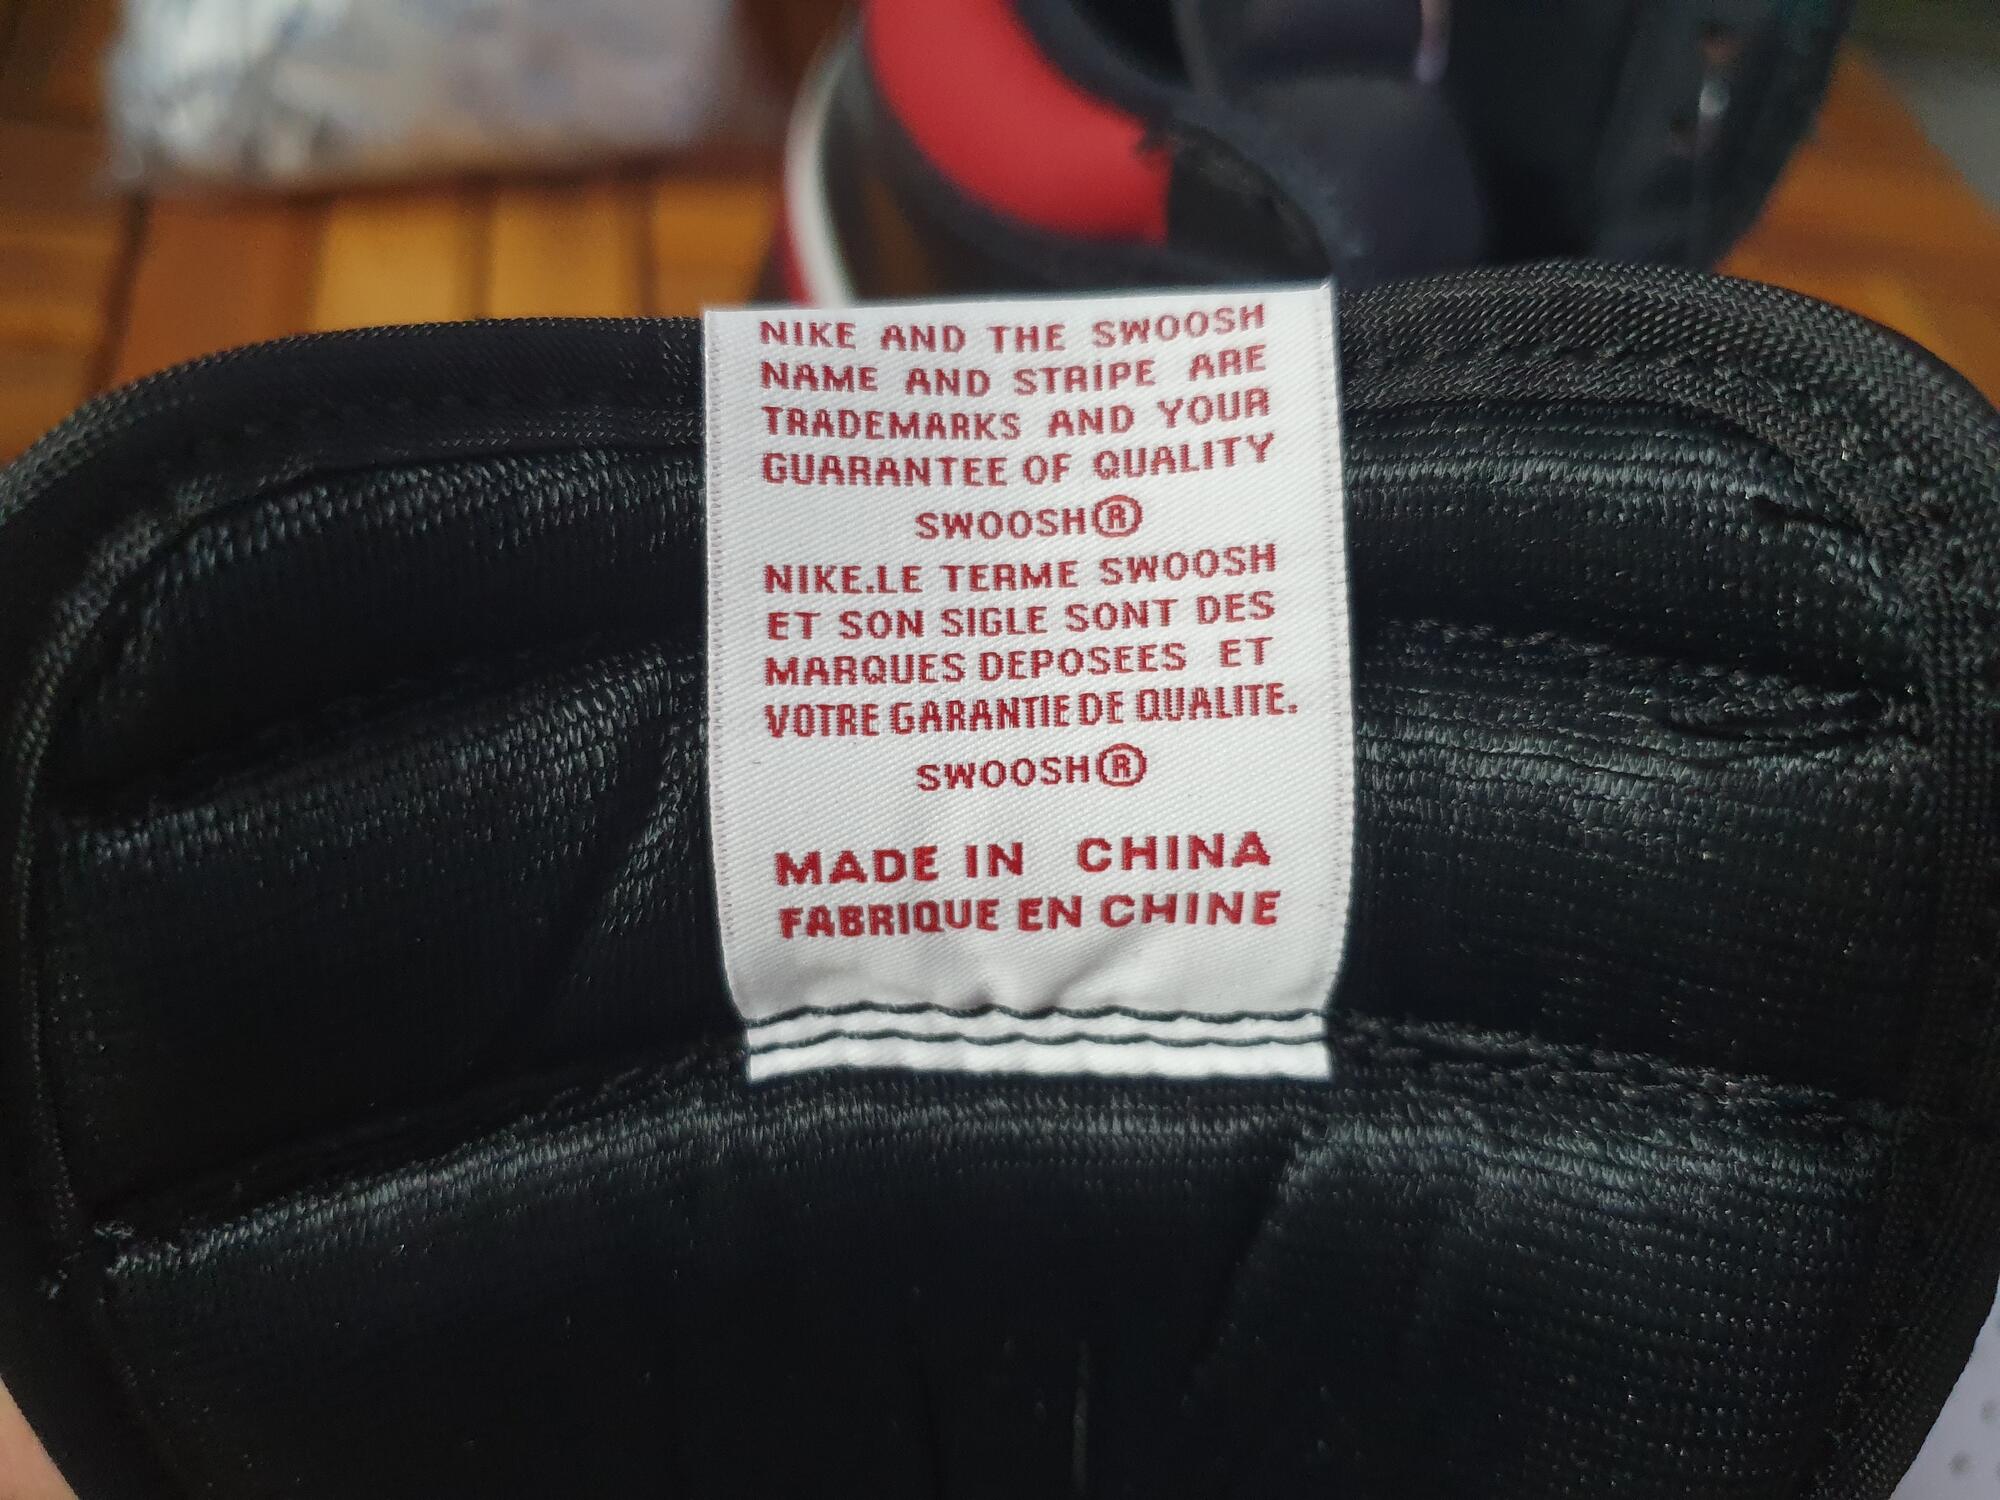 NIKE AND THE SWOOSH
NAME AND STRIPE ARE
TRADEMARKS AND YOUR
GUARANTEE OF QUALITY
SWOOSH®
NIKE.LE TERME SWOOSH
ET SON SIGLE SONT DES
MARQUES DEPOSEES ET
VOTRE GARANTIE DE QUALITE.
SWOOSH®
MADE IN CHINA
FABRIQUE EN CHINE